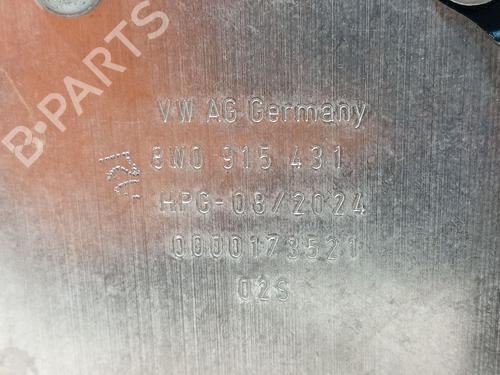 VW AG Germany
8W0 915 431
HPG-08/2024
0000173521
02S
B-PARTS